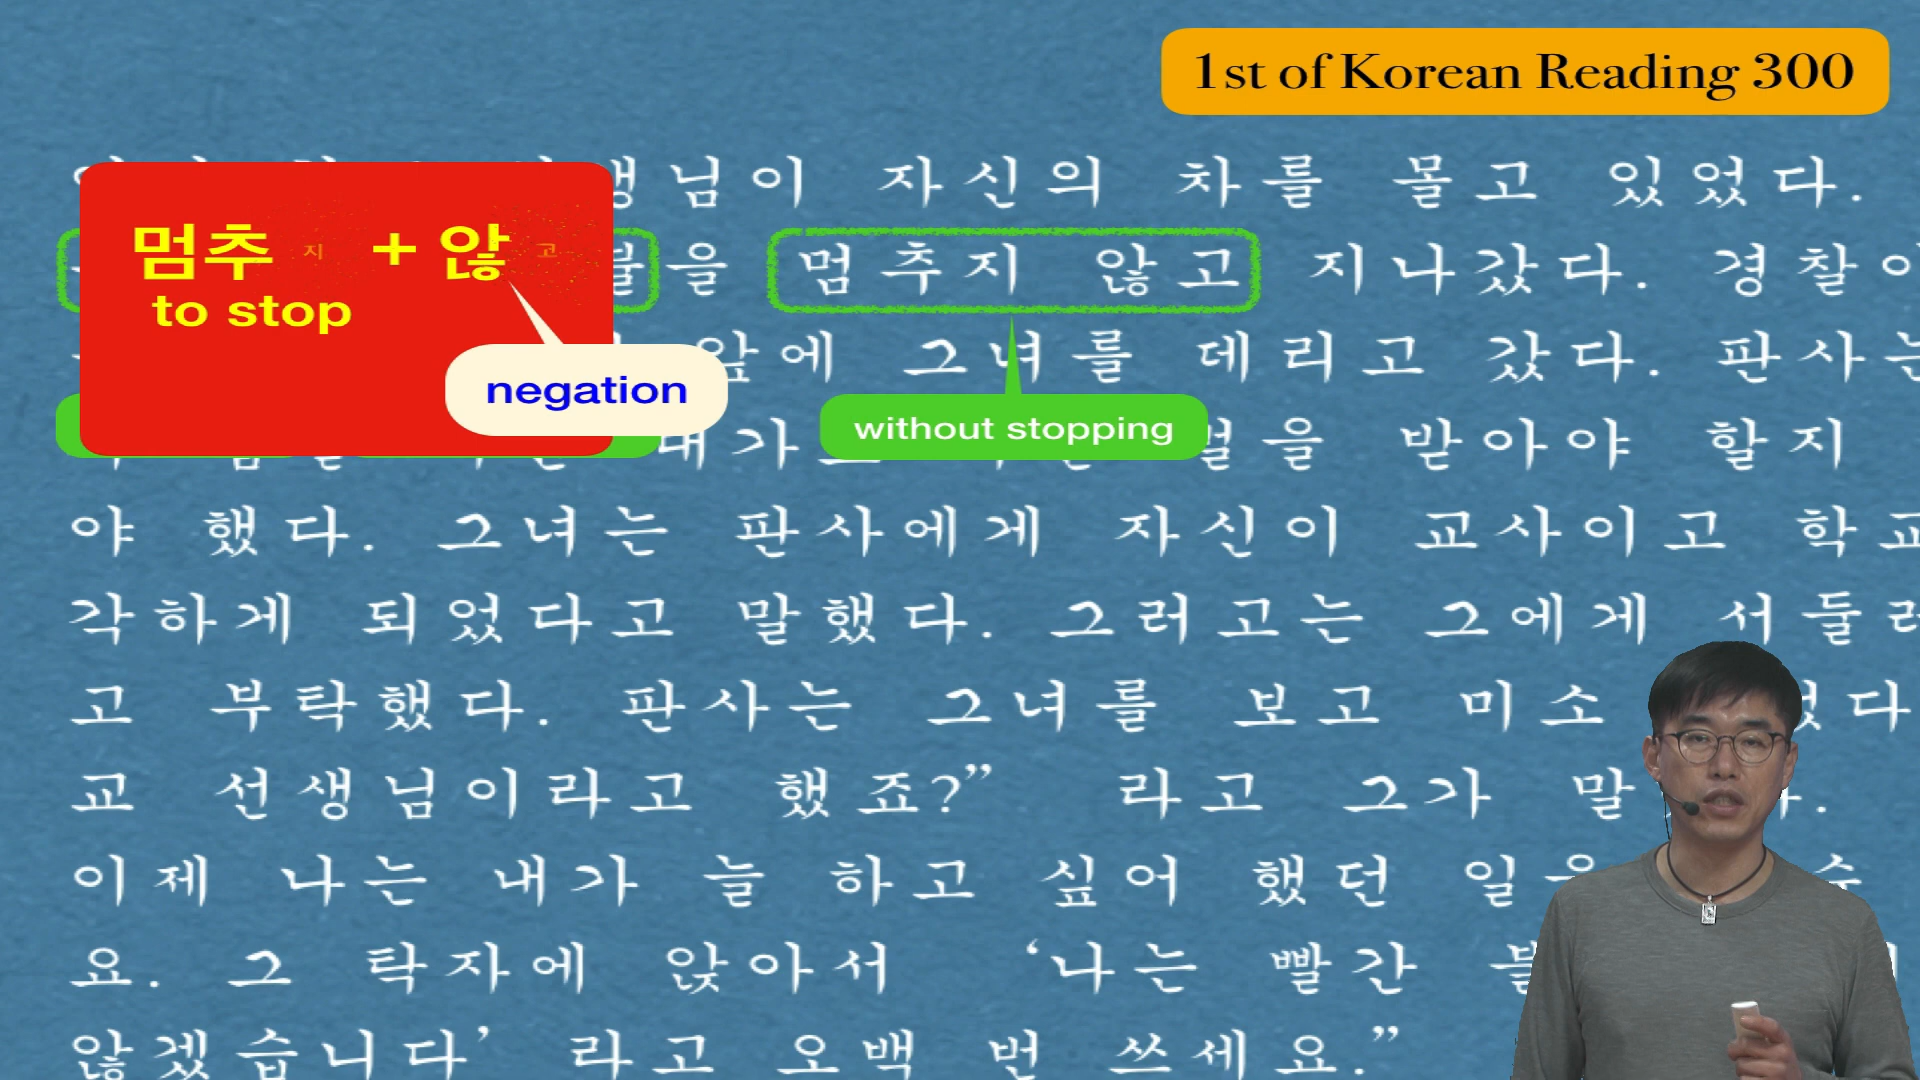 1st of Korean Reading 300
님이 자신의 차를 몰고 있었다.
멈추지 + 않고
to stop
negation
을 멈추지 않고 지나갔다. 경찰
앞에 그녀를 데리고 갔다. 판사는
without stopping
을 받아야 할지
야 했다. 그녀는 판사에게 자신이 교사이고 학교
각하게 되었다고 말했다. 그러고는 그에게 서둘러
고 부탁했다. 판사는 그녀를 보고 미소
교 선생님이라고 했죠?” 라고 그가 말
이제 나는 내가 늘 하고 싶어 했던 일
요. 그 탁자에 앉아서 ‘나는 빨간
않겠습니다’ 라고 오백 번 쓰세요.”